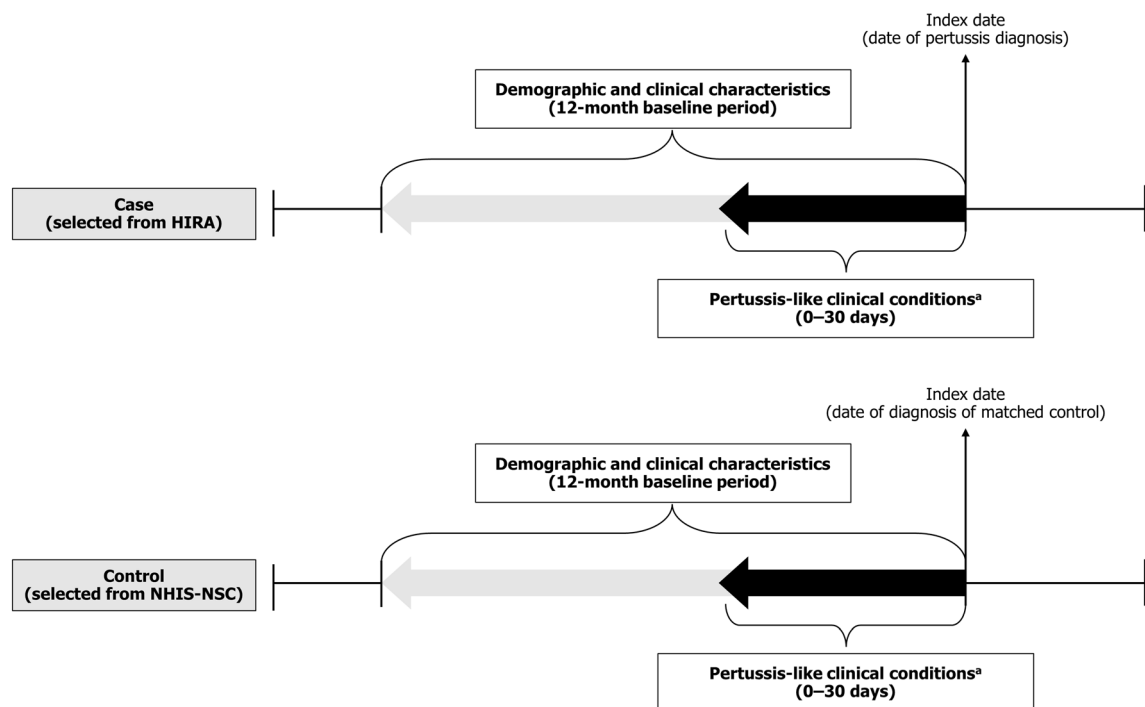 Index date
(date of pertussis diagnosis)
Demographic and clinical characteristics
(12-month baseline period)
Case
(selected from HIRA)
Pertussis-like clinical conditionsᵃ
(0–30 days)
Index date
(date of diagnosis of matched control)
Demographic and clinical characteristics
(12-month baseline period)
Control
(selected from NHIS-NSC)
Pertussis-like clinical conditionsᵃ
(0–30 days)